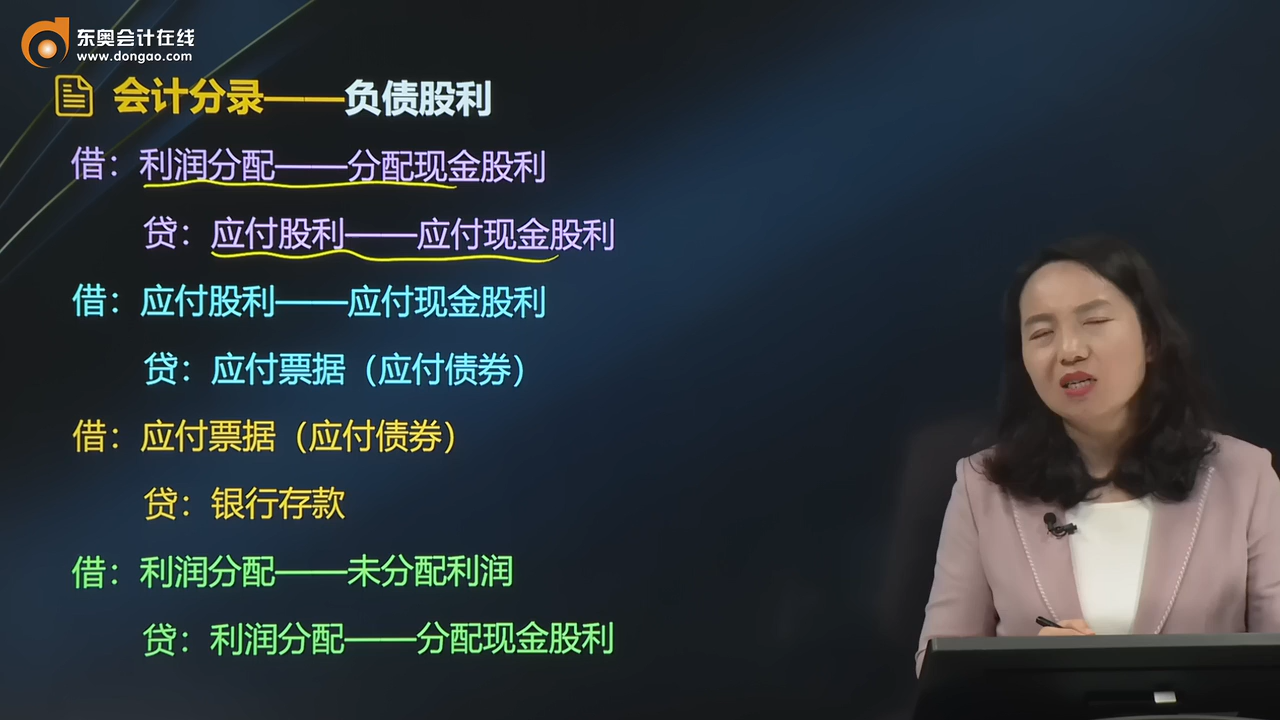 东奥会计在线
www.dongao.com
会计分录——负债股利
借：利润分配——分配现金股利
贷：应付股利——应付现金股利
借：应付股利——应付现金股利
贷：应付票据（应付债券）
借：应付票据（应付债券）
贷：银行存款
借：利润分配——未分配利润
贷：利润分配——分配现金股利